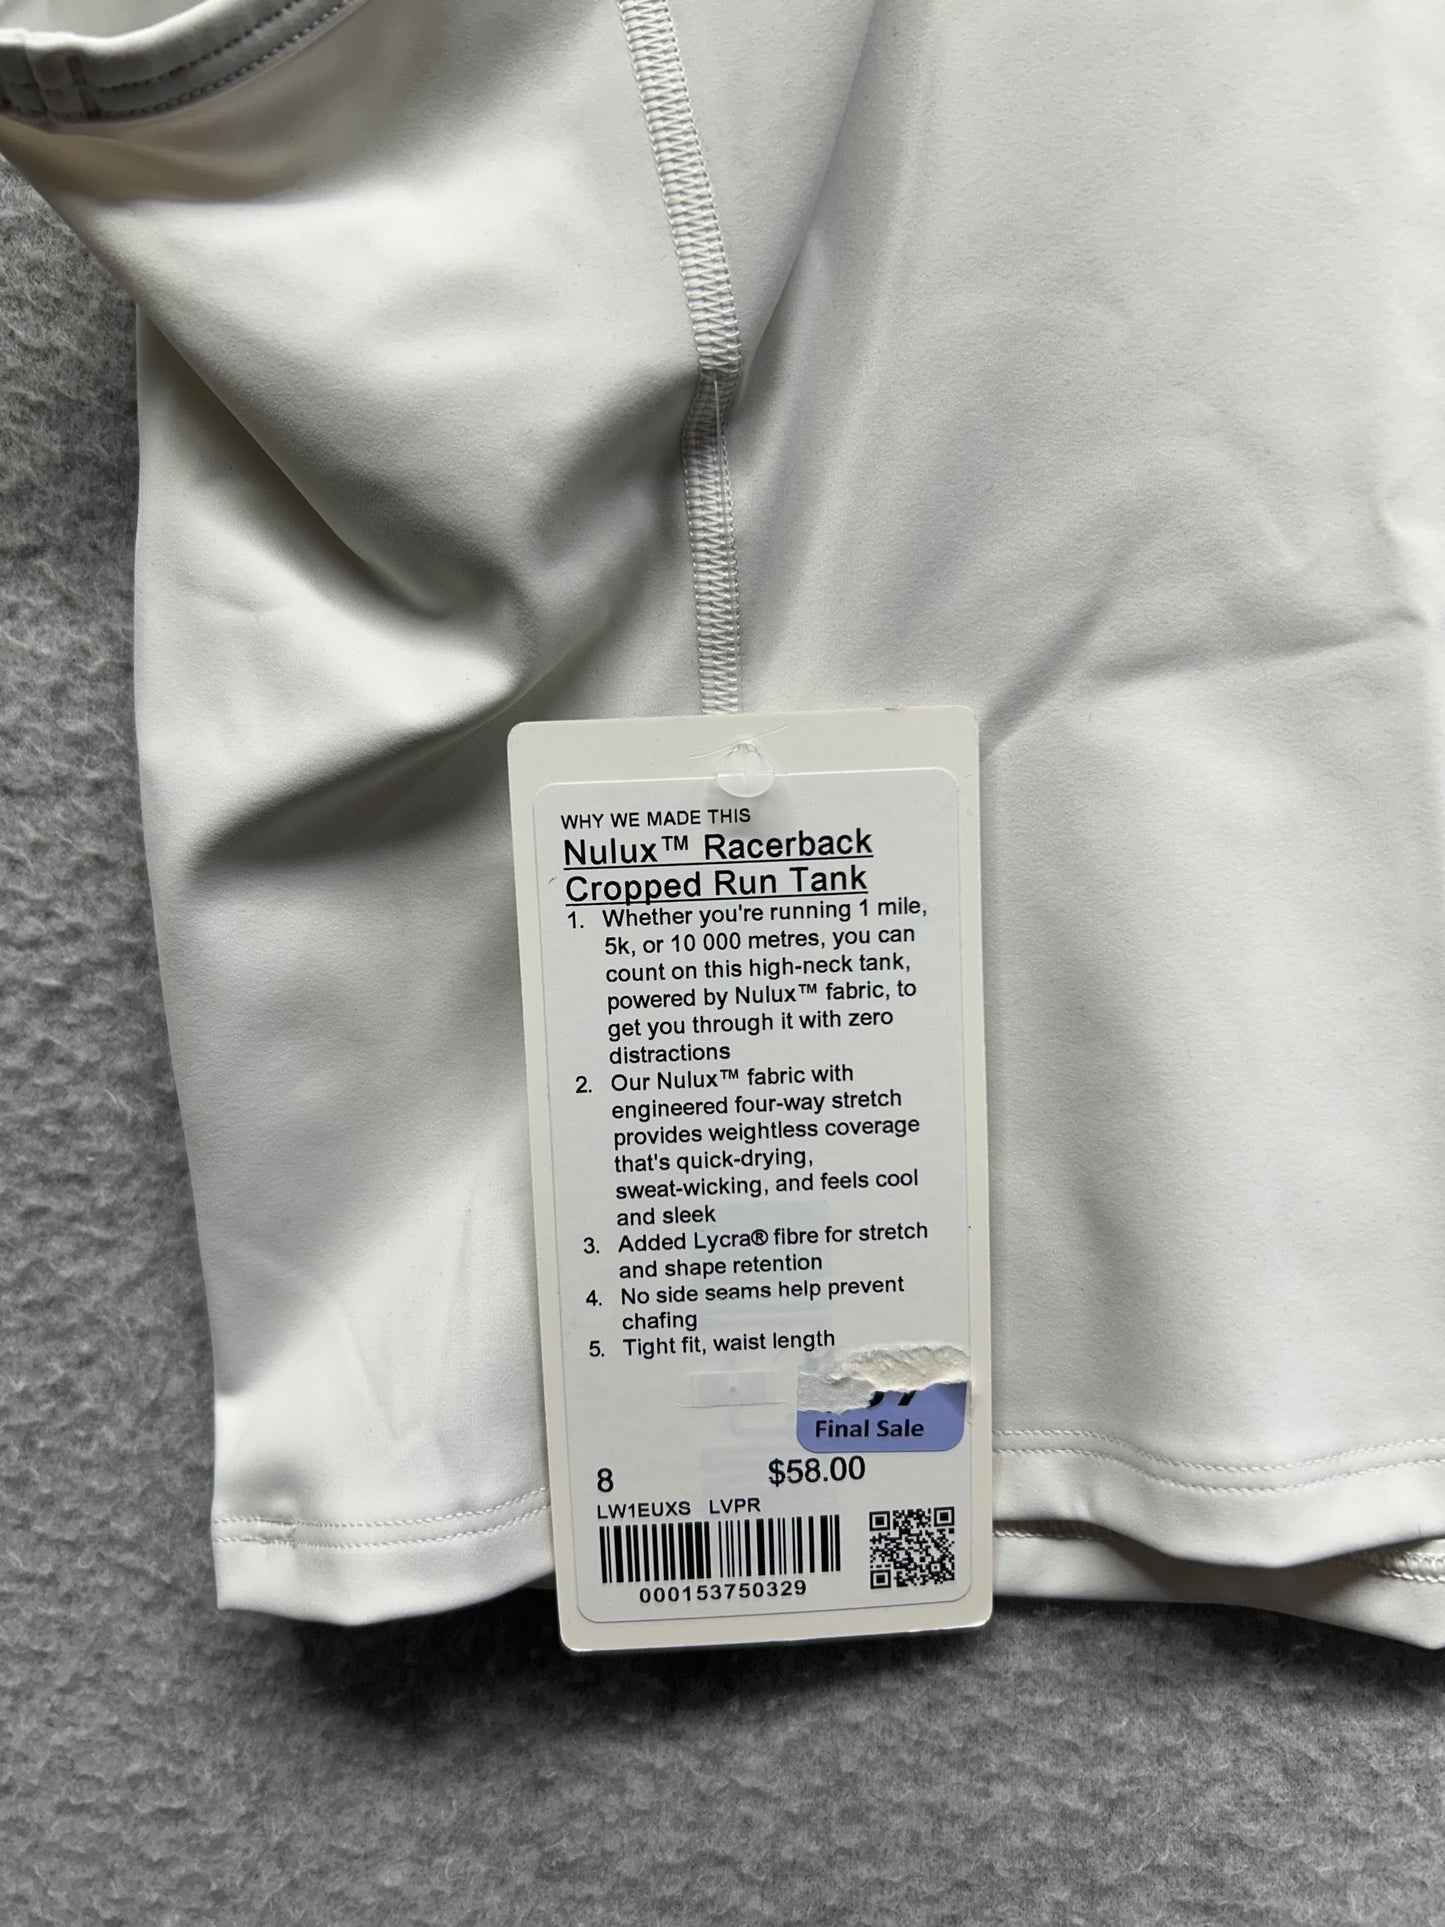 WHY WE MADE THIS
Nulux™ Racerback
Cropped Run Tank
1. Whether you're running 1 mile,
5k, or 10 000 metres, you can
count on this high-neck tank,
powered by Nulux™ fabric, to
get you through it with zero
distractions
2. Our Nulux™ fabric with
engineered four-way stretch
provides weightless coverage
that's quick-drying,
sweat-wicking, and feels cool
and sleek
3. Added Lycra® fibre for stretch
and shape retention
4. No side seams help prevent
chafing
5. Tight fit, waist length
Final Sale
8 $58.00
LW1EUXS LVPR
000153750329